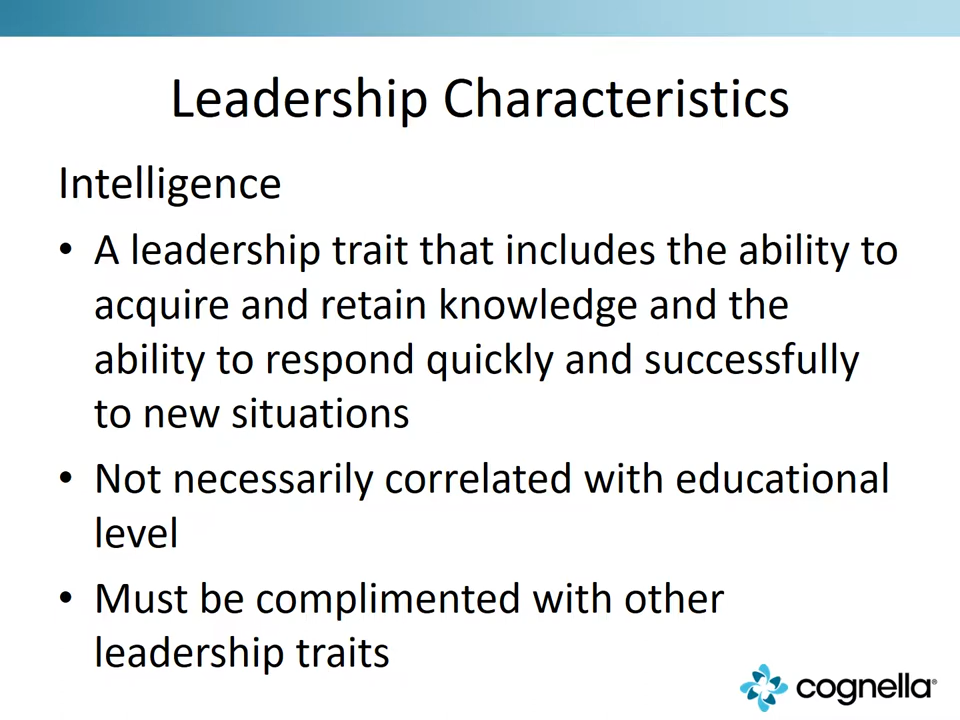 Leadership Characteristics
Intelligence
• A leadership trait that includes the ability to
acquire and retain knowledge and the
ability to respond quickly and successfully
to new situations
• Not necessarily correlated with educational
level
• Must be complimented with other
leadership traits
cognella®